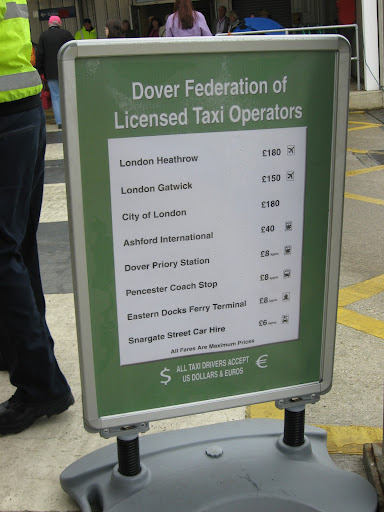 Dover Federation of
Licensed Taxi Operators
London Heathrow £180
London Gatwick £150
City of London £180
Ashford International £40
Dover Priory Station £8
Pencester Coach Stop £8
Eastern Docks Ferry Terminal £8
Snargate Street Car Hire £6
All Fares Are Maximum Prices
$ ALL TAXI DRIVERS ACCEPT €
US DOLLARS & EUROS